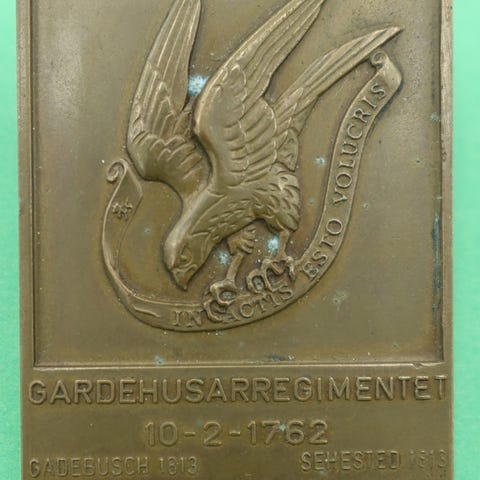 IN ACTIS ESTO VOLUCRIS
GARDEHUSARREGIMENTET
10-2-1762
GADEBUSCH 1813 SEHESTED 1813